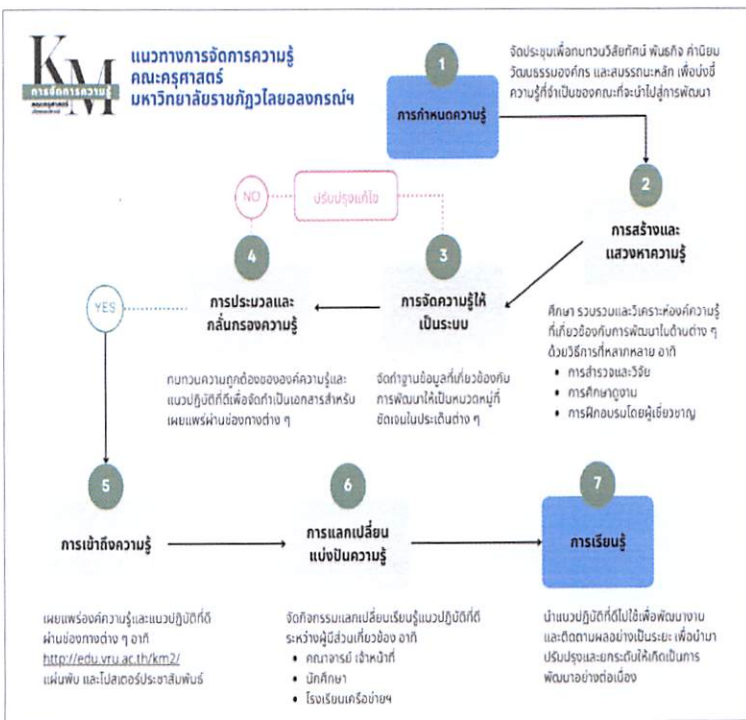 KM
การจัดการความรู้
คณะครุศาสตร์
แนวทางการจัดการความรู้
คณะครุศาสตร์
มหาวิทยาลัยราชภัฏวไลยอลงกรณ์ฯ
1
การกำหนดความรู้
จัดประชุมเพื่อทบทวนวิสัยทัศน์ พันธกิจ ค่านิยม
วัฒนธรรมองค์กร และสมรรถนะหลัก เพื่อบ่งชี้
ความรู้ที่จำเป็นของคณะที่จะนำไปสู่การพัฒนา
2
การสร้างและ
แสวงหาความรู้
ศึกษา รวบรวมและวิเคราะห์องค์ความรู้
ที่เกี่ยวข้องกับการพัฒนาในด้านต่าง ๆ
ด้วยวิธีการที่หลากหลาย อาทิ
• การสำรวจและวิจัย
• การศึกษาดูงาน
• การฝึกอบรมโดยผู้เชี่ยวชาญ
NO
ปรับปรุงแก้ไข
3
การจัดความรู้ให้
เป็นระบบ
จัดทำฐานข้อมูลที่เกี่ยวข้องกับ
การพัฒนาให้เป็นหมวดหมู่ที่
ชัดเจนในประเด็นต่าง ๆ
4
การประมวลและ
กลั่นกรองความรู้
ทบทวนความถูกต้องขององค์ความรู้และ
แนวปฏิบัติที่ดีเพื่อจัดทำเป็นเอกสารสำหรับ
เผยแพร่ผ่านช่องทางต่าง ๆ
YES
5
การเข้าถึงความรู้
เผยแพร่องค์ความรู้และแนวปฏิบัติที่ดี
ผ่านช่องทางต่าง ๆ อาทิ
http://edu.vru.ac.th/km2/
แผ่นพับ และโปสเตอร์ประชาสัมพันธ์
6
การแลกเปลี่ยน
แบ่งปันความรู้
จัดกิจกรรมแลกเปลี่ยนเรียนรู้แนวปฏิบัติที่ดี
ระหว่างผู้มีส่วนเกี่ยวข้อง อาทิ
• คณาจารย์ เจ้าหน้าที่
• นักศึกษา
• โรงเรียนเครือข่ายฯ
7
การเรียนรู้
นำแนวปฏิบัติที่ดีไปใช้เพื่อพัฒนางาน
และติดตามผลอย่างเป็นระยะ เพื่อนำมา
ปรับปรุงและยกระดับให้เกิดเป็นการ
พัฒนาอย่างต่อเนื่อง